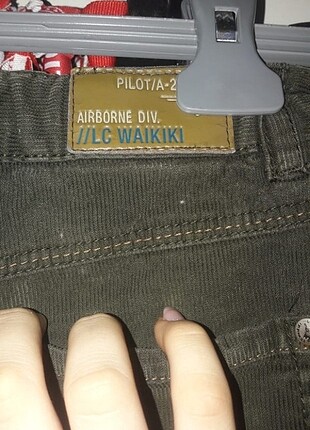 PILOT/A-2
AIRBORNE DIV.
//LC WAIKIKI